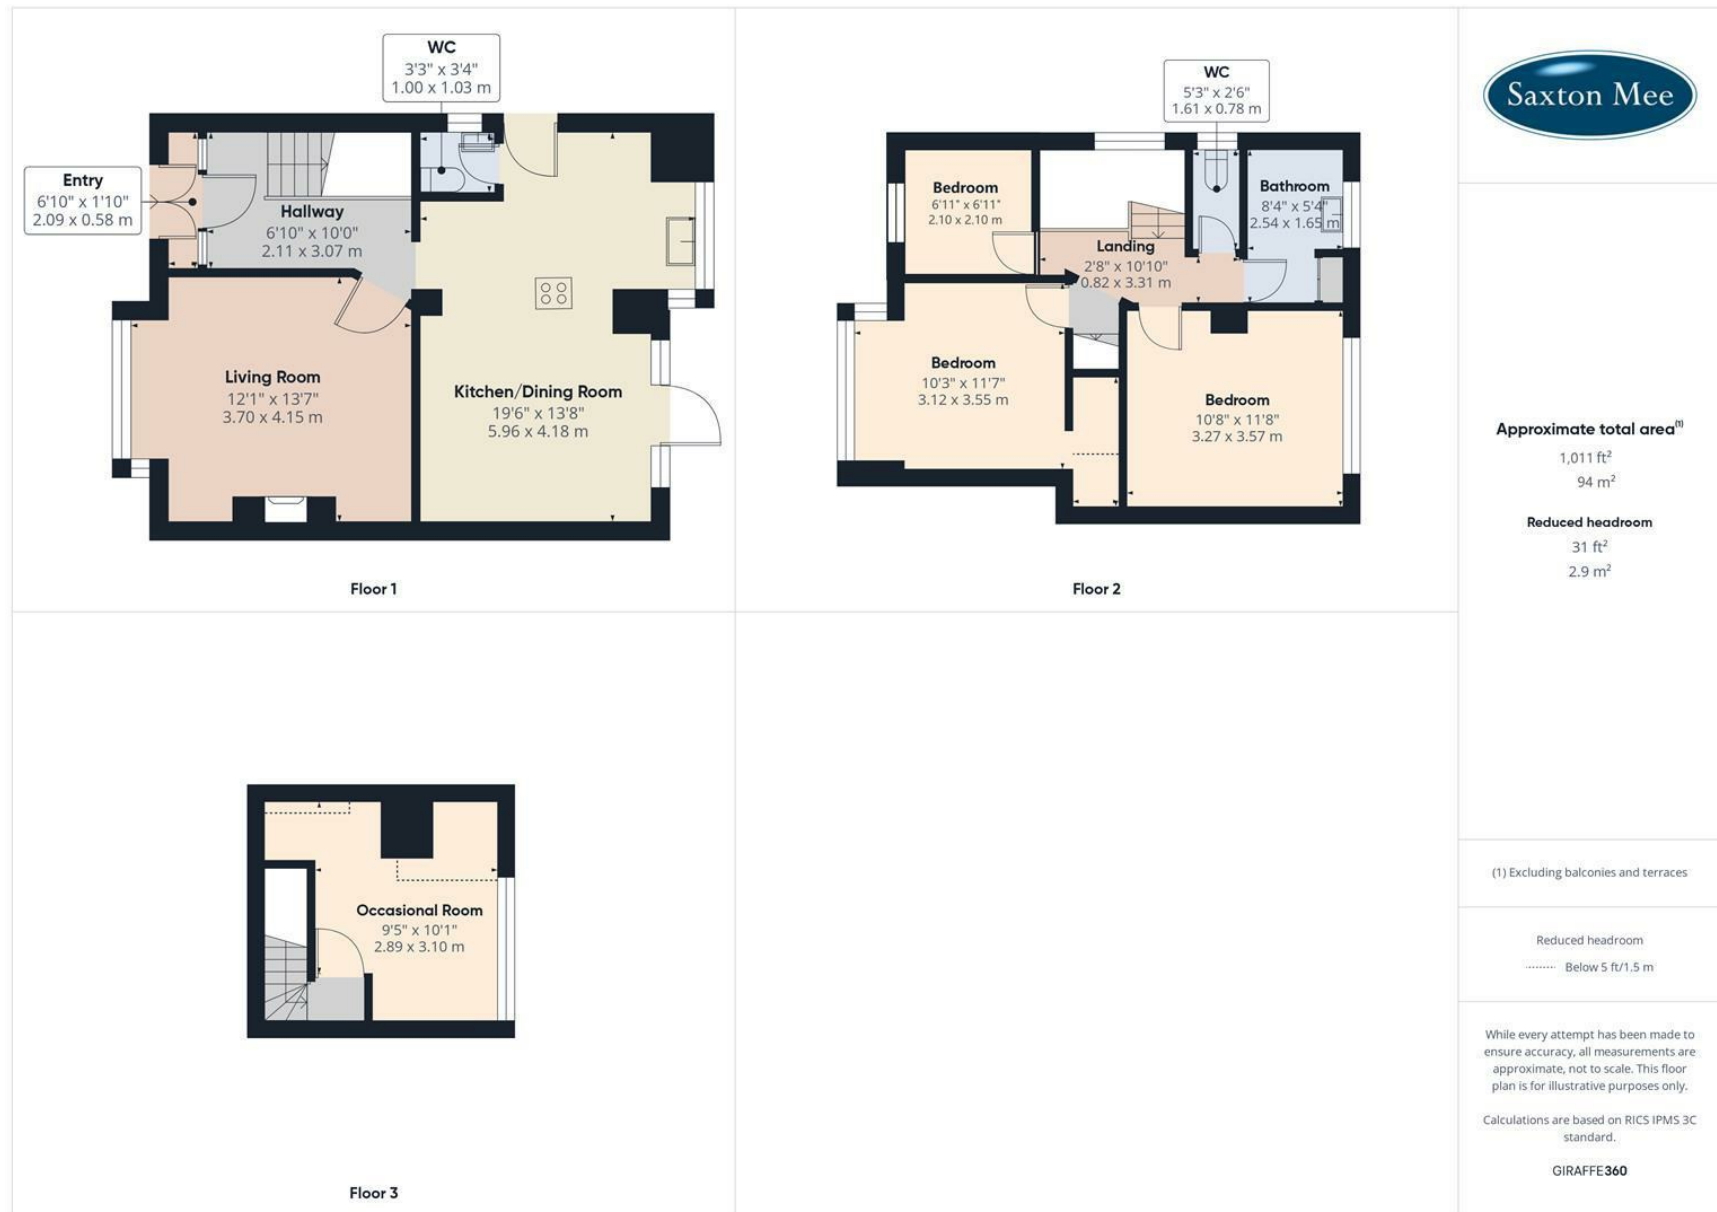 WC
3'3" x 3'4"
1.00 x 1.03 m
Entry
6'10" x 1'10"
2.09 x 0.58 m
Hallway
6'10" x 10'0"
2.11 x 3.07 m
Living Room
12'1" x 13'7"
3.70 x 4.15 m
Kitchen/Dining Room
19'6" x 13'8"
5.96 x 4.18 m
Floor 1
WC
5'3" x 2'6"
1.61 x 0.78 m
Bedroom
6'11" x 6'11"
2.10 x 2.10 m
Bathroom
8'4" x 5'4"
2.54 x 1.65 m
Landing
2'8" x 10'10"
0.82 x 3.31 m
Bedroom
10'3" x 11'7"
3.12 x 3.55 m
Bedroom
10'8" x 11'8"
3.27 x 3.57 m
Floor 2
Occasional Room
9'5" x 10'1"
2.89 x 3.10 m
Floor 3
Saxton Mee
Approximate total area(1)
1,011 ft²
94 m²
Reduced headroom
31 ft²
2.9 m²
(1) Excluding balconies and terraces
Reduced headroom
Below 5 ft/1.5 m
While every attempt has been made to
ensure accuracy, all measurements are
approximate, not to scale. This floor
plan is for illustrative purposes only.
Calculations are based on RICS IPMS 3C
standard.
GIRAFFE360